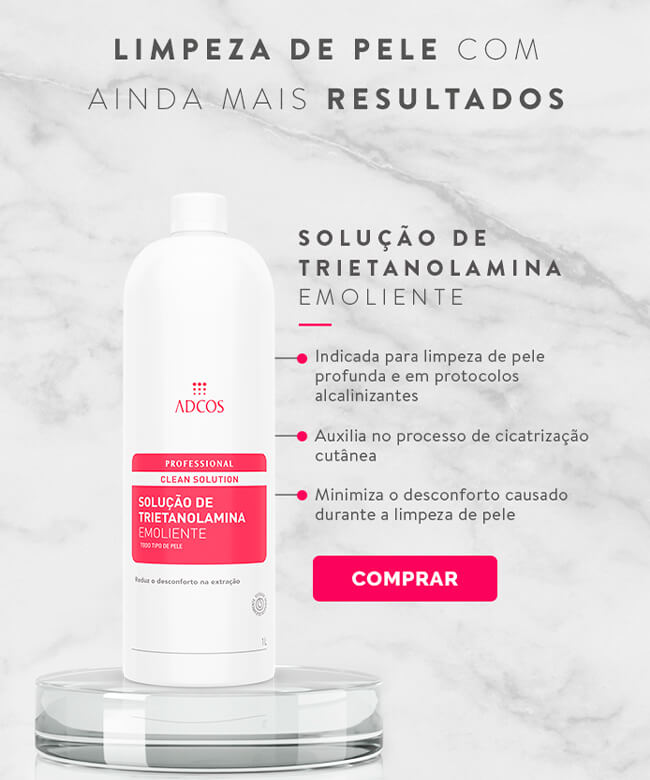 LIMPEZA DE PELE COM
AINDA MAIS RESULTADOS
SOLUÇÃO DE
TRIETANOLAMINA
EMOLIENTE
Indicada para limpeza de pele
profunda e em protocolos
alcalinizantes
Auxilia no processo de cicatrização
cutânea
Minimiza o desconforto causado
durante a limpeza de pele
COMPRAR
ADCOS
PROFESSIONAL
CLEAN SOLUTION
SOLUÇÃO DE
TRIETANOLAMINA
EMOLIENTE
TODO TIPO DE PELE
Reduz o desconforto na extração
1L